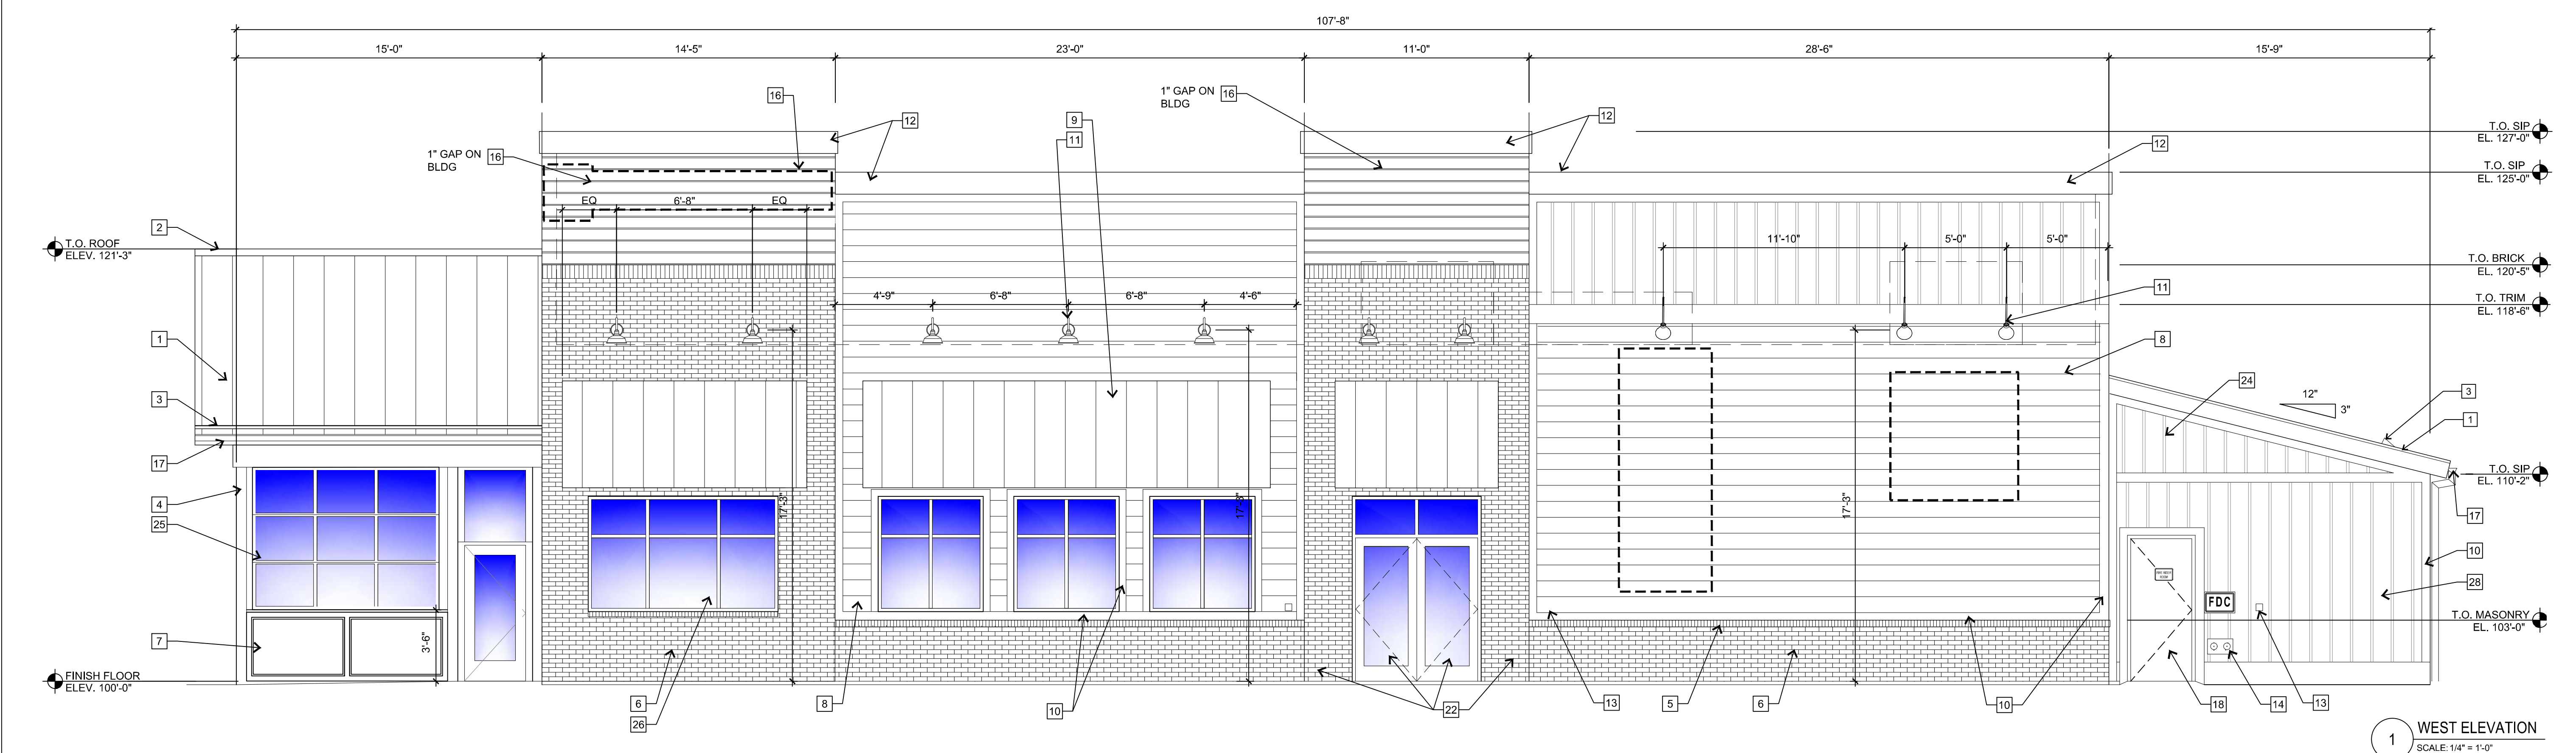 107'-8"
15'-0"
14'-5"
23'-0"
11'-0"
28'-6"
15'-9"
16
1" GAP ON
BLDG
16
9
11
12
12
12
1" GAP ON
BLDG
16
T.O. SIP
EL. 127'-0"
T.O. SIP
EL. 125'-0"
EQ
6'-8"
EQ
2
T.O. ROOF
ELEV. 121'-3"
11'-10"
5'-0"
5'-0"
T.O. BRICK
EL. 120'-5"
4'-9"
6'-8"
6'-8"
4'-6"
11
T.O. TRIM
EL. 118'-6"
1
8
3
24
12"
3"
3
1
17
T.O. SIP
EL. 110'-2"
4
25
17'-3"
17'-3"
17'-3"
17
10
28
FDC
7
3'-6"
T.O. MASONRY
EL. 103'-0"
FINISH FLOOR
ELEV. 100'-0"
6
26
8
10
22
13
5
6
10
18
14
13
1
WEST ELEVATION
SCALE: 1/4" = 1'-0"